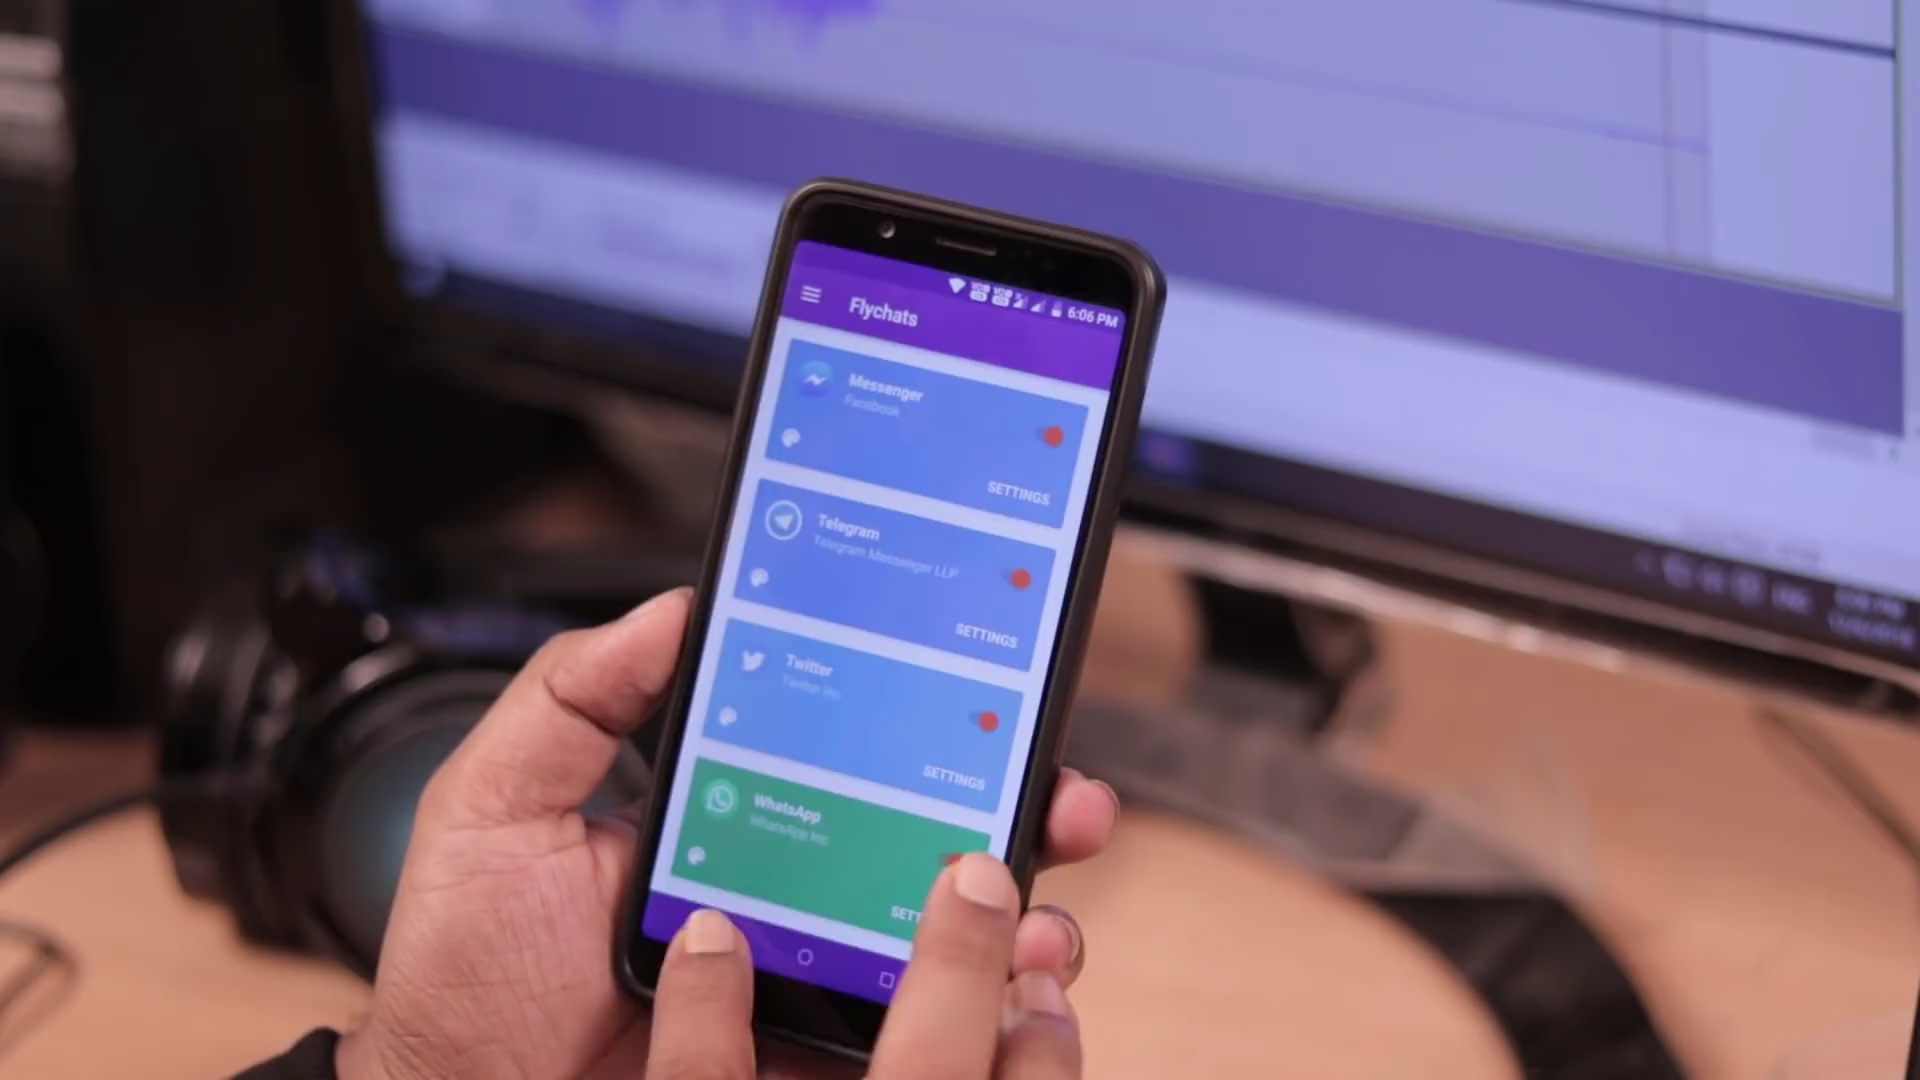 6:06 PM
Flychats
Messenger
Facebook
SETTINGS
Telegram
Telegram Messenger LLP
SETTINGS
Twitter
Twitter Inc.
SETTINGS
WhatsApp
WhatsApp Inc.
SETT